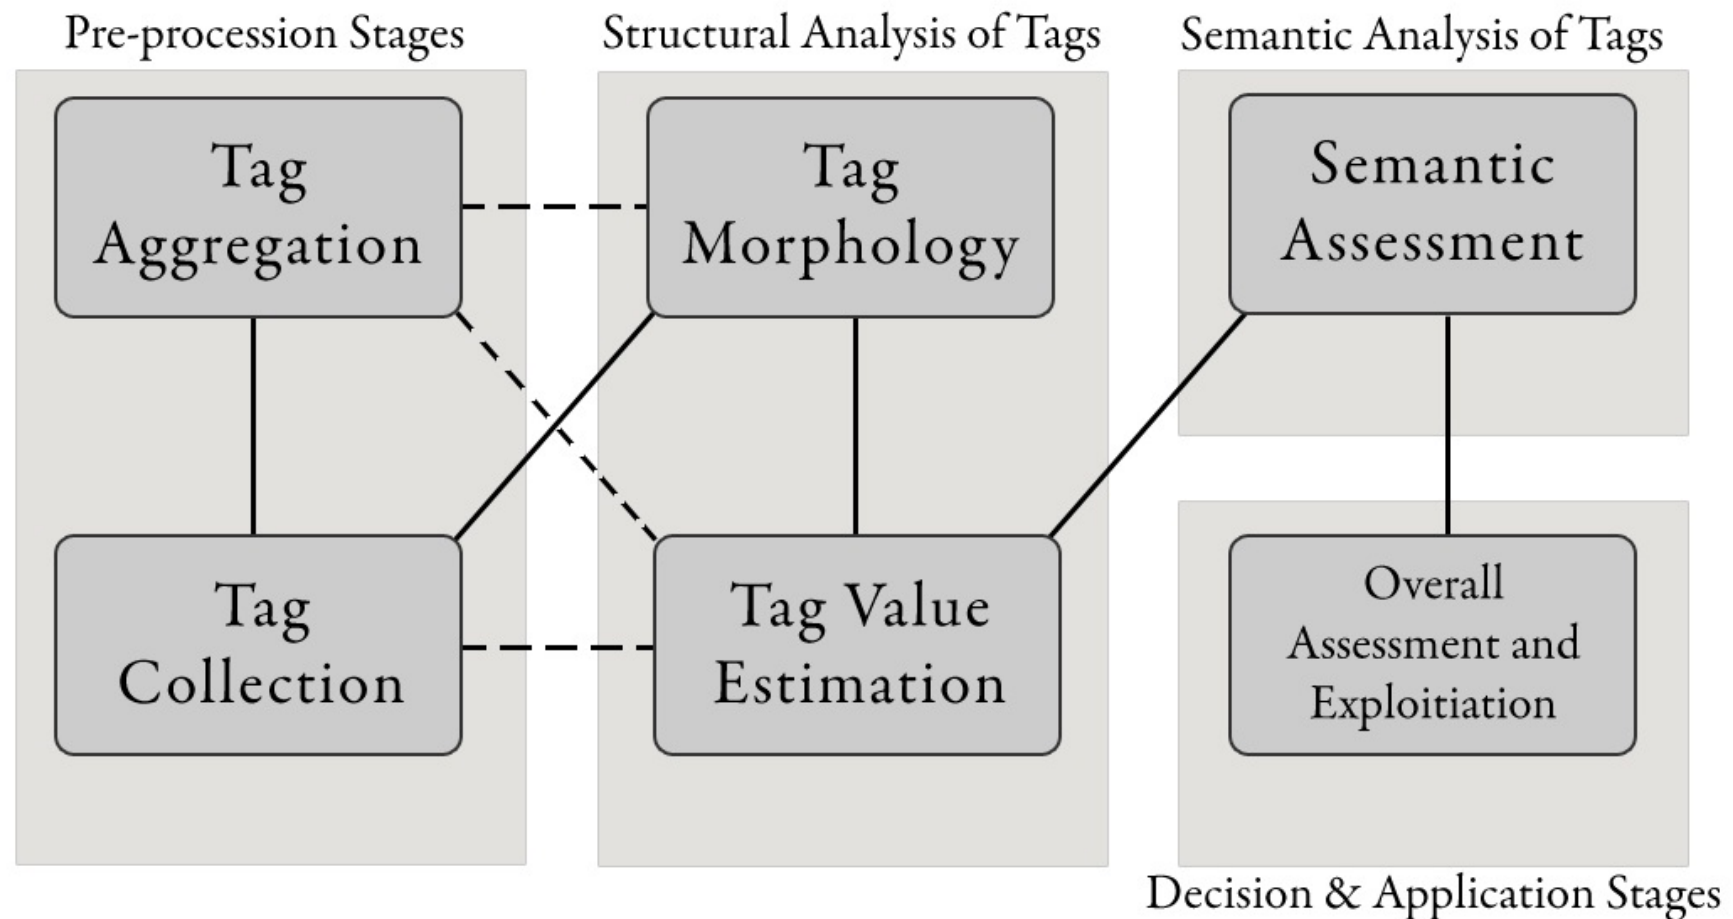 Pre-procession Stages
Structural Analysis of Tags
Semantic Analysis of Tags
Tag
Aggregation
Tag
Morphology
Semantic
Assessment
Tag
Collection
Tag Value
Estimation
Overall
Assessment and
Exploitiation
Decision & Application Stages